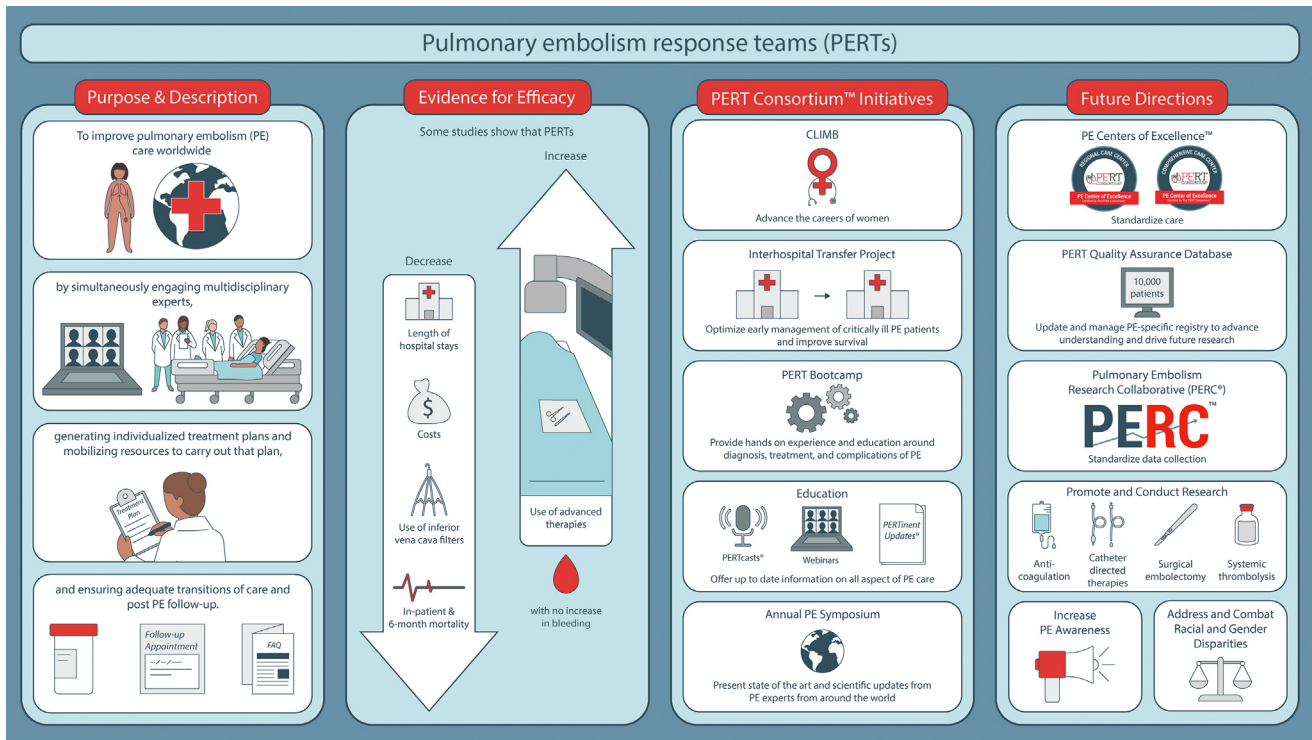 Pulmonary embolism response teams (PERTs)
Purpose & Description
To improve pulmonary embolism (PE)
care worldwide
by simultaneously engaging multidisciplinary
experts,
generating individualized treatment plans and
mobilizing resources to carry out that plan,
Treatment
Plan
and ensuring adequate transitions of care and
post PE follow-up.
Follow-up
Appointment
FAQ
Evidence for Efficacy
Some studies show that PERTs
Increase
Decrease
Length of
hospital stays
$
Costs
Use of inferior
vena cava filters
In-patient &
6-month mortality
Use of advanced
therapies
with no increase
in bleeding
PERT Consortium™ Initiatives
CLIMB
Advance the careers of women
Interhospital Transfer Project
Optimize early management of critically ill PE patients
and improve survival
PERT Bootcamp
Provide hands on experience and education around
diagnosis, treatment, and complications of PE
Education
PERTcasts®
Webinars
PERTinent
Updates®
Offer up to date information on all aspect of PE care
Annual PE Symposium
Present state of the art and scientific updates from
PE experts from around the world
Future Directions
PE Centers of Excellence™
REGIONAL CARE CENTER
PERT
CONSORTIUM
PE Center of Excellence
COMPREHENSIVE CARE CENTER
PERT
CONSORTIUM
PE Center of Excellence
Standardize care
PERT Quality Assurance Database
10,000
patients
Update and manage PE-specific registry to advance
understanding and drive future research
Pulmonary Embolism
Research Collaborative (PERC®)
PERC™
Standardize data collection
Promote and Conduct Research
Anti-
coagulation
Catheter
directed
therapies
Surgical
embolectomy
Systemic
thrombolysis
Increase
PE Awareness
Address and Combat
Racial and Gender
Disparities